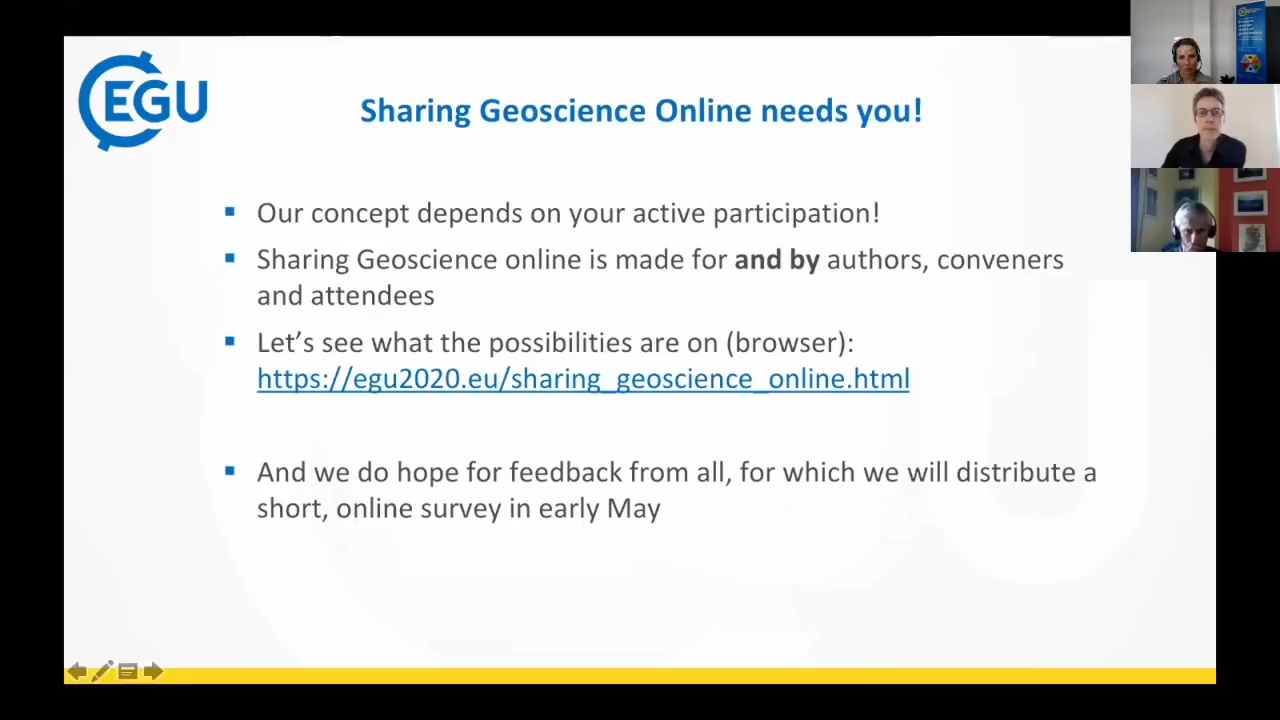 EGU
Sharing Geoscience Online needs you!
Our concept depends on your active participation!
Sharing Geoscience online is made for and by authors, conveners
and attendees
Let’s see what the possibilities are on (browser):
https://egu2020.eu/sharing_geoscience_online.html
And we do hope for feedback from all, for which we will distribute a
short, online survey in early May